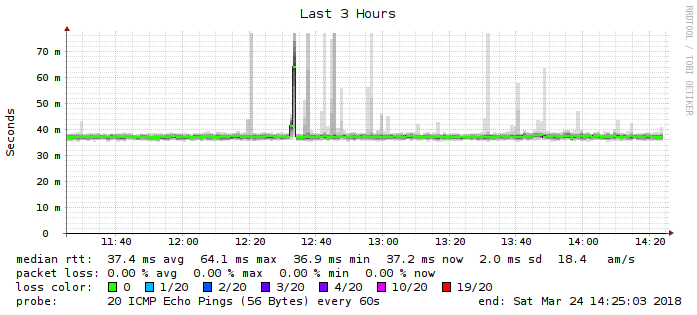 Last 3 Hours
RRDTOOL / TOBI OETIKER
Seconds
70 m
60 m
50 m
40 m
30 m
20 m
10 m
0
11:40 12:00 12:20 12:40 13:00 13:20 13:40 14:00 14:20
median rtt: 37.4 ms avg 64.1 ms max 36.9 ms min 37.2 ms now 2.0 ms sd 18.4 am/s
packet loss: 0.00 % avg 0.00 % max 0.00 % min 0.00 % now
loss color: 0 1/20 2/20 3/20 4/20 10/20 19/20
probe: 20 ICMP Echo Pings (56 Bytes) every 60s end: Sat Mar 24 14:25:03 2018